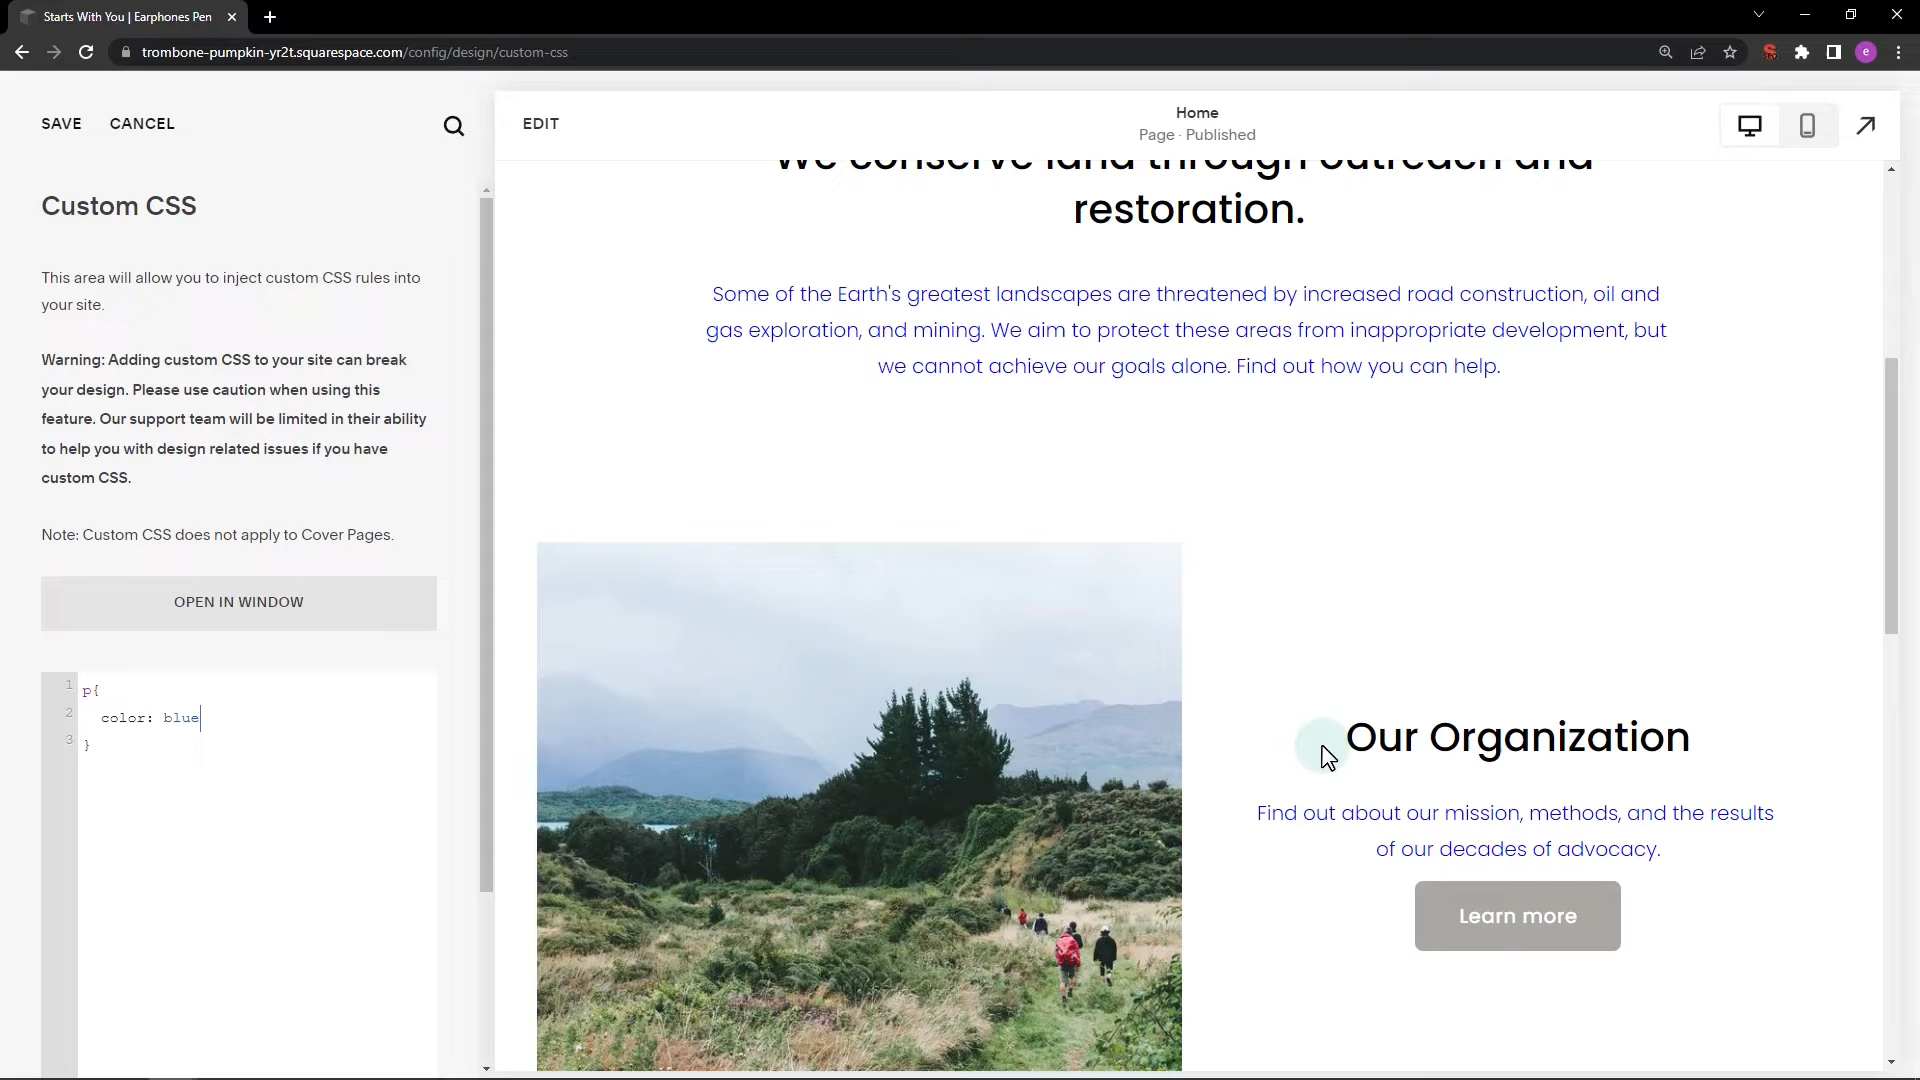 Starts With You | Earphones Pen
trombone-pumpkin-yr2t.squarespace.com/config/design/custom-css
e
SAVE CANCEL
Custom CSS
This area will allow you to inject custom CSS rules into
your site.
Warning: Adding custom CSS to your site can break
your design. Please use caution when using this
feature. Our support team will be limited in their ability
to help you with design related issues if you have
custom CSS.
Note: Custom CSS does not apply to Cover Pages.
OPEN IN WINDOW
1 p{
2 color: blue
3 }
EDIT
Home
Page · Published
We conserve land through outreach and
restoration.
Some of the Earth's greatest landscapes are threatened by increased road construction, oil and
gas exploration, and mining. We aim to protect these areas from inappropriate development, but
we cannot achieve our goals alone. Find out how you can help.
Our Organization
Find out about our mission, methods, and the results
of our decades of advocacy.
Learn more